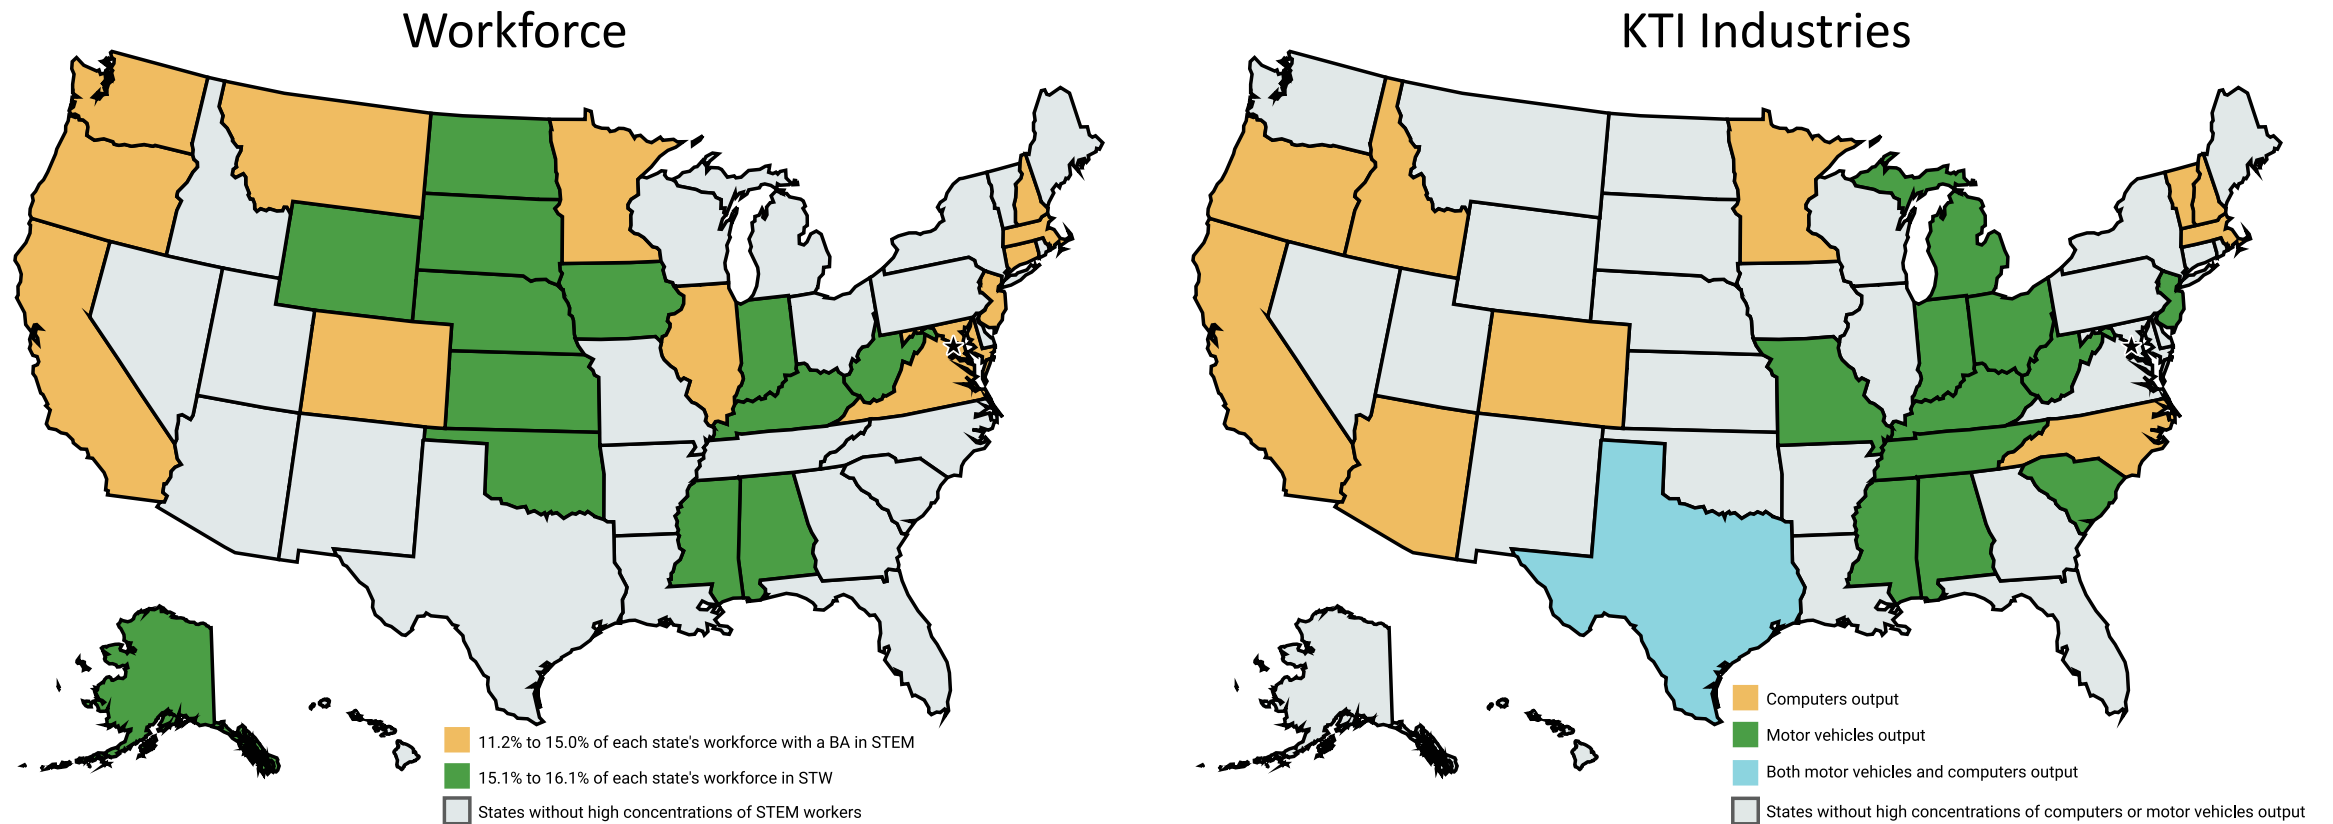 Workforce
KTI Industries
11.2% to 15.0% of each state's workforce with a BA in STEM
15.1% to 16.1% of each state's workforce in STW
States without high concentrations of STEM workers
Computers output
Motor vehicles output
Both motor vehicles and computers output
States without high concentrations of computers or motor vehicles output